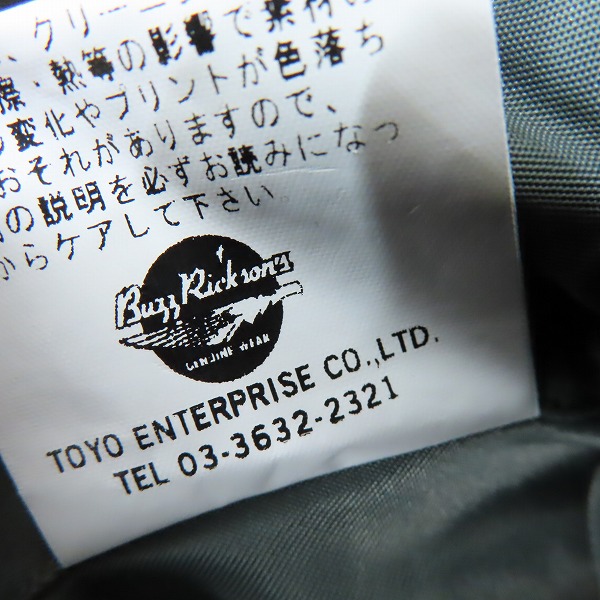 、クリーニ
際・熱等の影響で素材の
変化やプリントが色落ち
おそれがありますので、
の説明を必ずお読みになっ
からケアして下さい。
Buzz Rickson's
GENUINE WEAR
TOYO ENTERPRISE CO.,LTD.
TEL 03-3632-2321